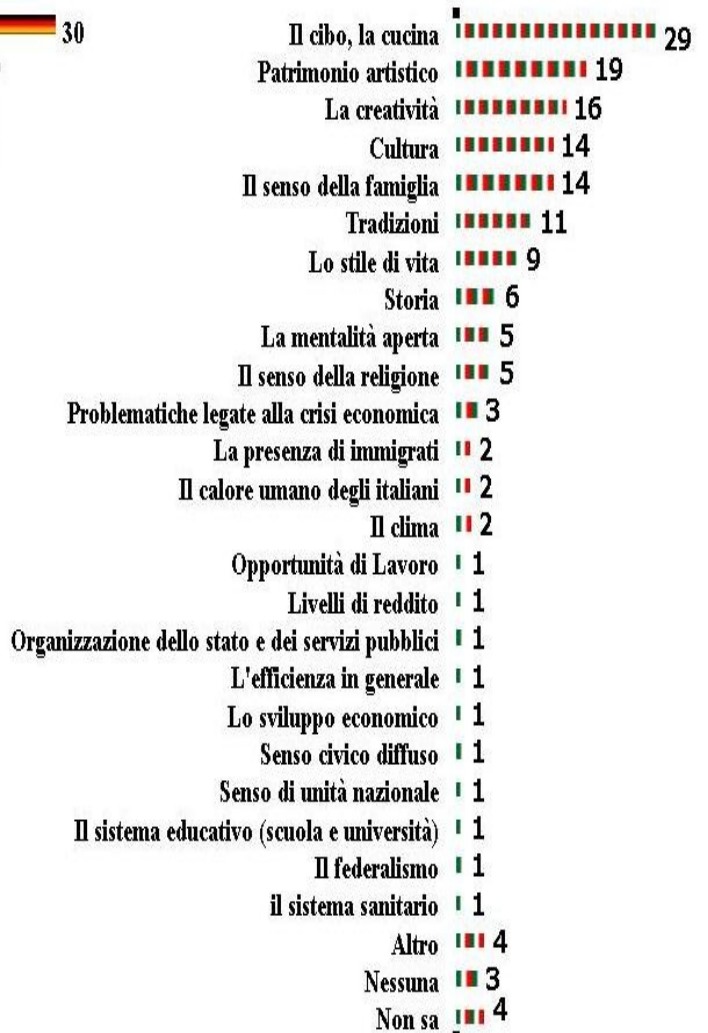 30
Il cibo, la cucina 29
Patrimonio artistico 19
La creatività 16
Cultura 14
Il senso della famiglia 14
Tradizioni 11
Lo stile di vita 9
Storia 6
La mentalità aperta 5
Il senso della religione 5
Problematiche legate alla crisi economica 3
La presenza di immigrati 2
Il calore umano degli italiani 2
Il clima 2
Opportunità di Lavoro 1
Livelli di reddito 1
Organizzazione dello stato e dei servizi pubblici 1
L'efficienza in generale 1
Lo sviluppo economico 1
Senso civico diffuso 1
Senso di unità nazionale 1
Il sistema educativo (scuola e università) 1
Il federalismo 1
il sistema sanitario 1
Altro 4
Nessuna 3
Non sa 4